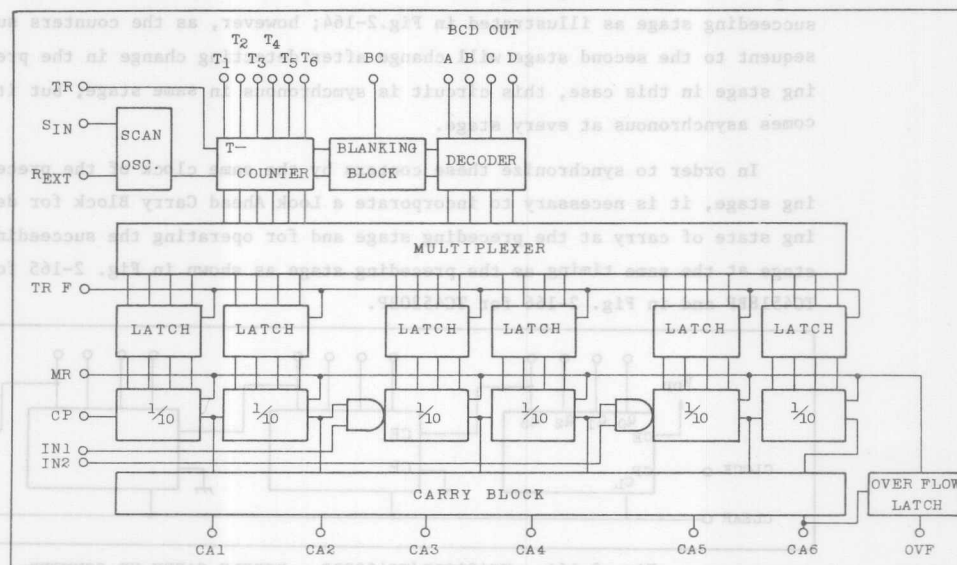 succeeding stage as illustrated in Fig.2-164; however, as the counters su
sequent to the second stage will change after detecting change in the pre
ing stage in this case, this circuit is synchronous in same stage, but it
comes asynchronous at every stage.
In order to synchronize these counters by the same clock of the preced
ing stage, it is necessary to incorporate a Look Ahead Carry Block for de
ing state of carry at the preceding stage and for operating the succeedin
stage at the same timing as the preceding stage as shown in Fig. 2-165 fo
T1 T2 T3 T4 T5 T6
BC
BCD OUT
A B C D
TR
SIN
REXT
SCAN
OSC.
T
COUNTER
BLANKING
BLOCK
DECODER
MULTIPLEXER
TR F
LATCH LATCH LATCH LATCH LATCH LATCH
MR
CP
1/10 1/10 1/10 1/10 1/10 1/10
IN1
IN2
CARRY BLOCK
OVER FLOW
LATCH
CA1 CA2 CA3 CA4 CA5 CA6 OVF
CLOCK
CLEAR